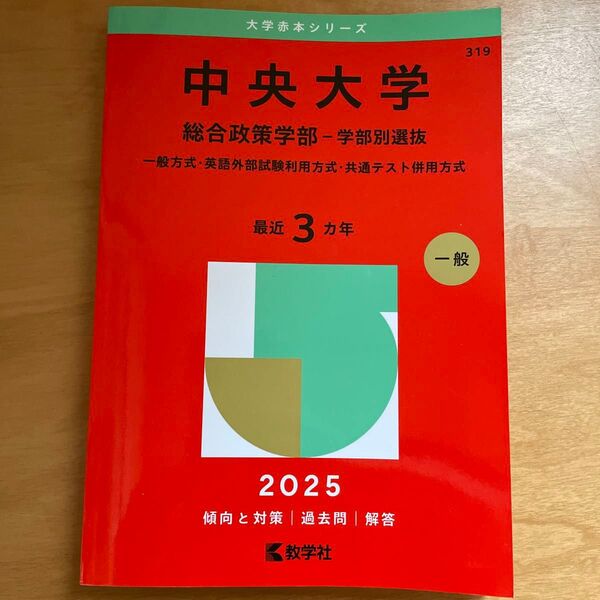 大学赤本シリーズ
319
中央大学
総合政策学部－学部別選抜
一般方式・英語外部試験利用方式・共通テスト併用方式
最近3カ年
一般
2025
傾向と対策｜過去問｜解答
教学社